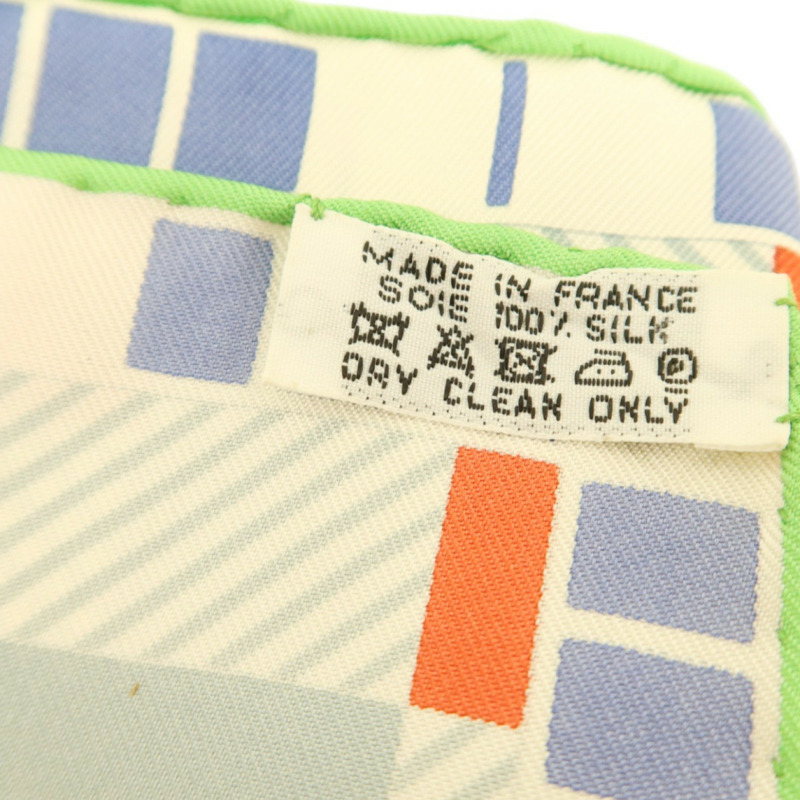 MADE IN FRANCE
SOIE 100% SILK
P
DRY CLEAN ONLY